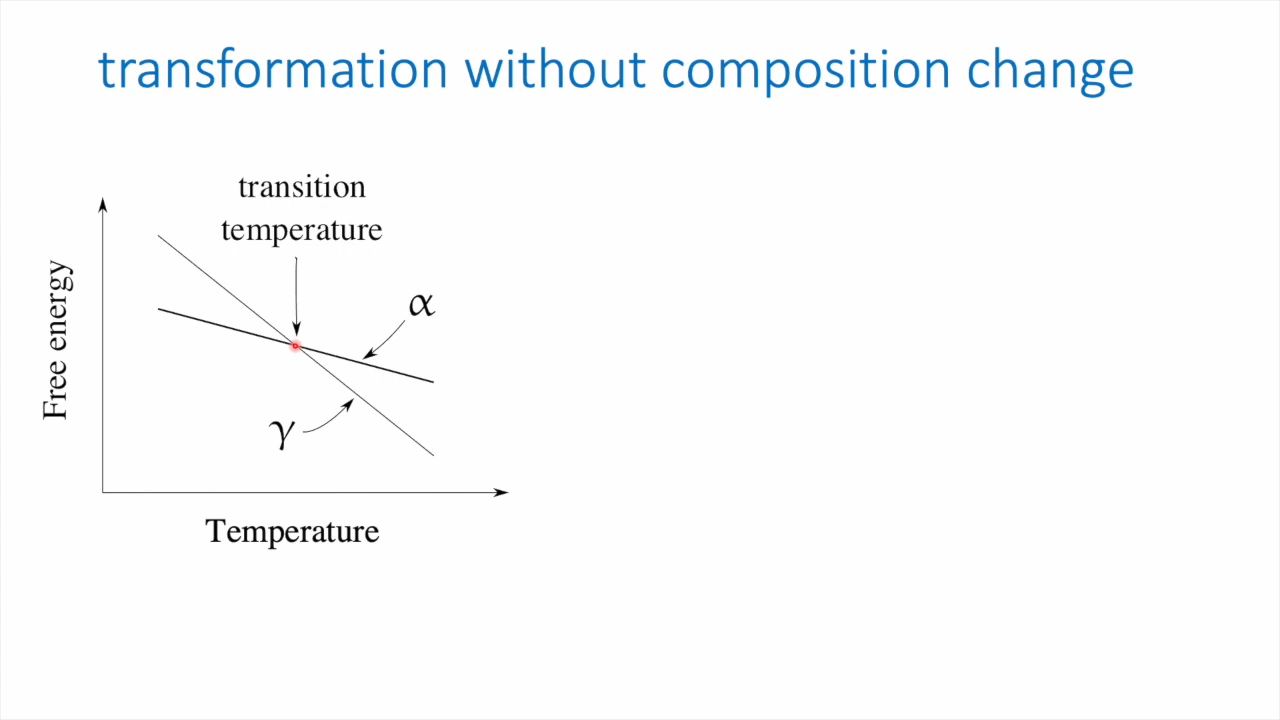 transformation without composition change
transition
temperature
α
Free energy
γ
Temperature